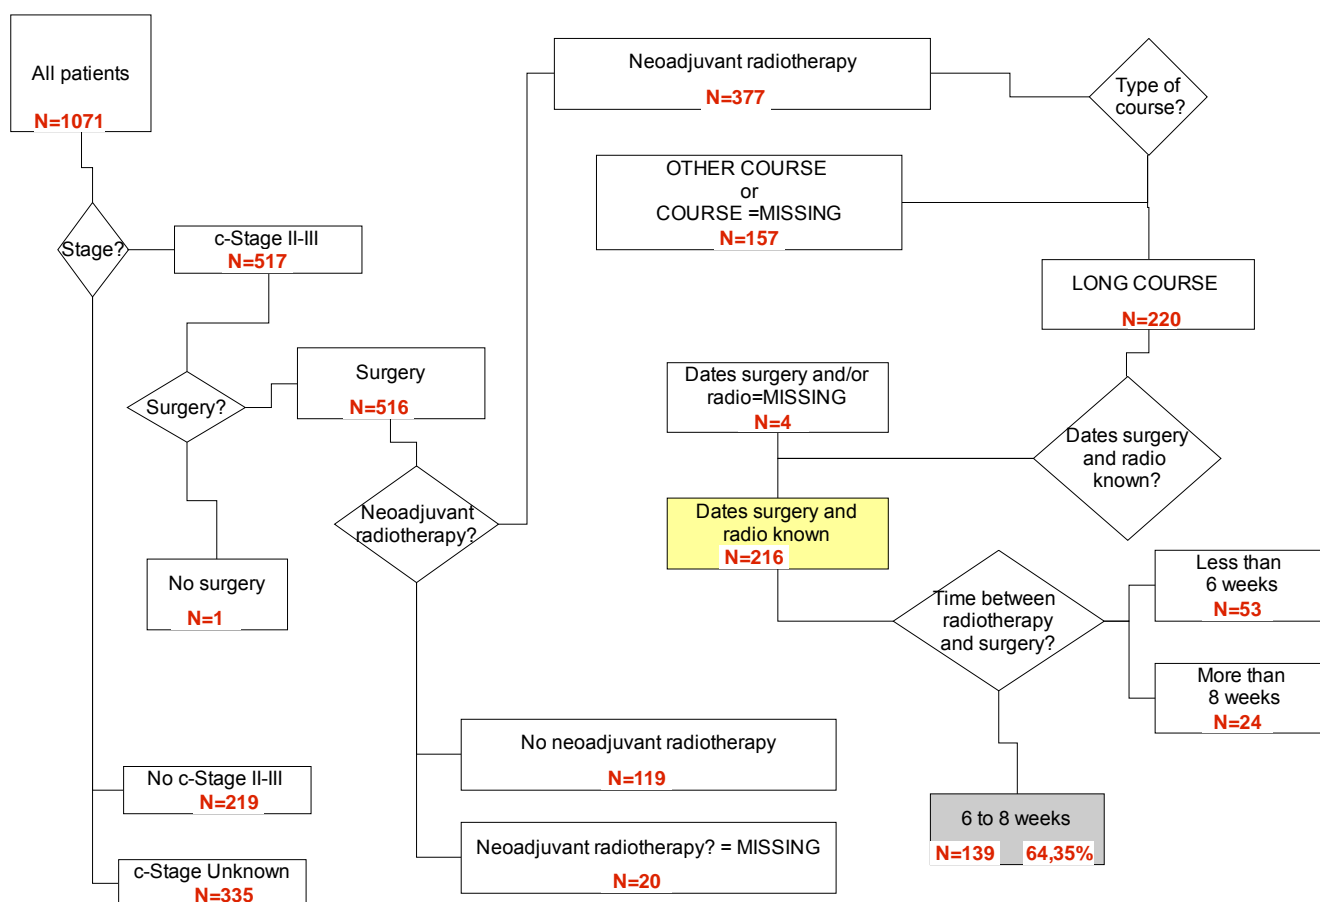 All patients
N=1071
Stage?
c-Stage II-III
N=517
Surgery?
Surgery
N=516
No surgery
N=1
Neoadjuvant
radiotherapy?
No c-Stage II-III
N=219
c-Stage Unknown
N=335
No neoadjuvant radiotherapy
N=119
Neoadjuvant radiotherapy? = MISSING
N=20
Neoadjuvant radiotherapy
N=377
Type of
course?
OTHER COURSE
or
COURSE =MISSING
N=157
LONG COURSE
N=220
Dates surgery
and radio
known?
Dates surgery and/or
radio=MISSING
N=4
Dates surgery and
radio known
N=216
Time between
radiotherapy
and surgery?
Less than
6 weeks
N=53
More than
8 weeks
N=24
6 to 8 weeks
N=139 64,35%